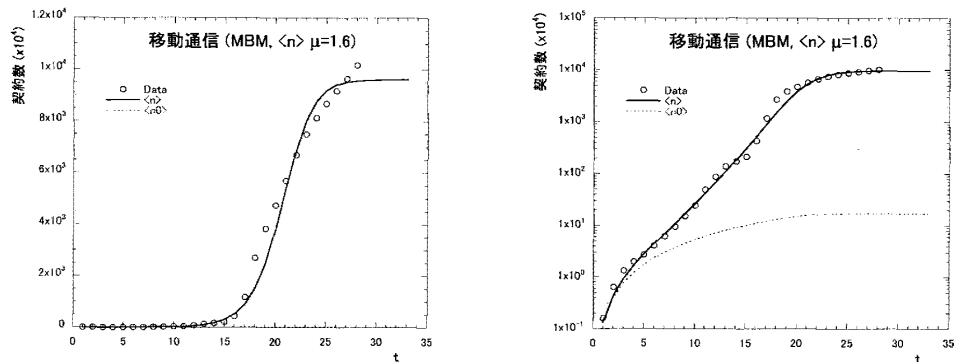 1.2x10⁴
1x10⁴
8x10³
6x10³
4x10³
2x10³
0
契約数 (x10⁴)
移動通信 (MBM, <n> μ=1.6)
Data
<n>
<n0>
0 5 10 15 20 25 30 35
t
1x10⁵
1x10⁴
1x10³
1x10²
1x10¹
1x10⁰
1x10⁻¹
契約数 (x10⁴)
移動通信 (MBM, <n> μ=1.6)
Data
<n>
<n0>
0 5 10 15 20 25 30 35
t